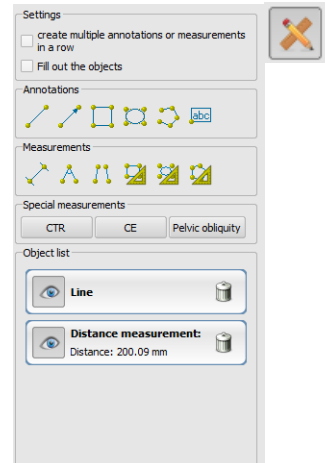 Settings
create multiple annotations or measurements
in a row
Fill out the objects
Annotations
abc
Measurements
Special measurements
CTR CE Pelvic obliquity
Object list
Line
Distance measurement:
Distance: 200.09 mm